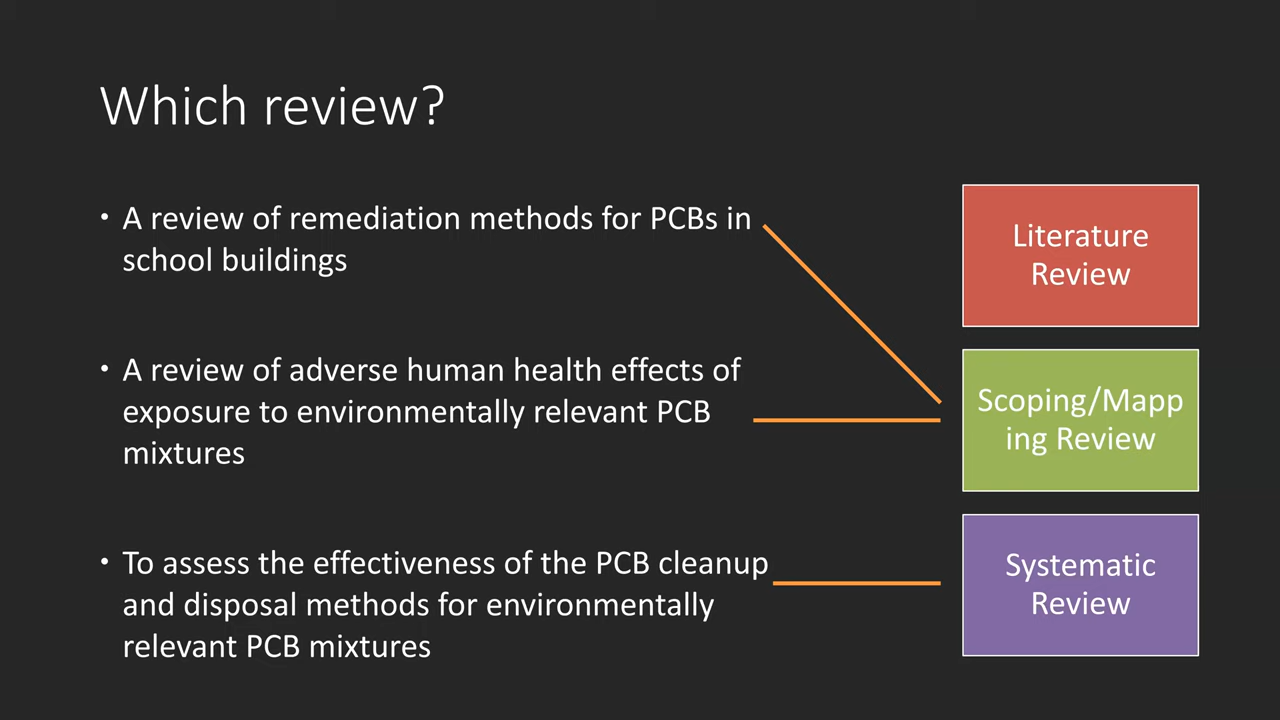 Which review?
• A review of remediation methods for PCBs in
school buildings
• A review of adverse human health effects of
exposure to environmentally relevant PCB
mixtures
• To assess the effectiveness of the PCB cleanup
and disposal methods for environmentally
relevant PCB mixtures
Literature
Review
Scoping/Mapp
ing Review
Systematic
Review